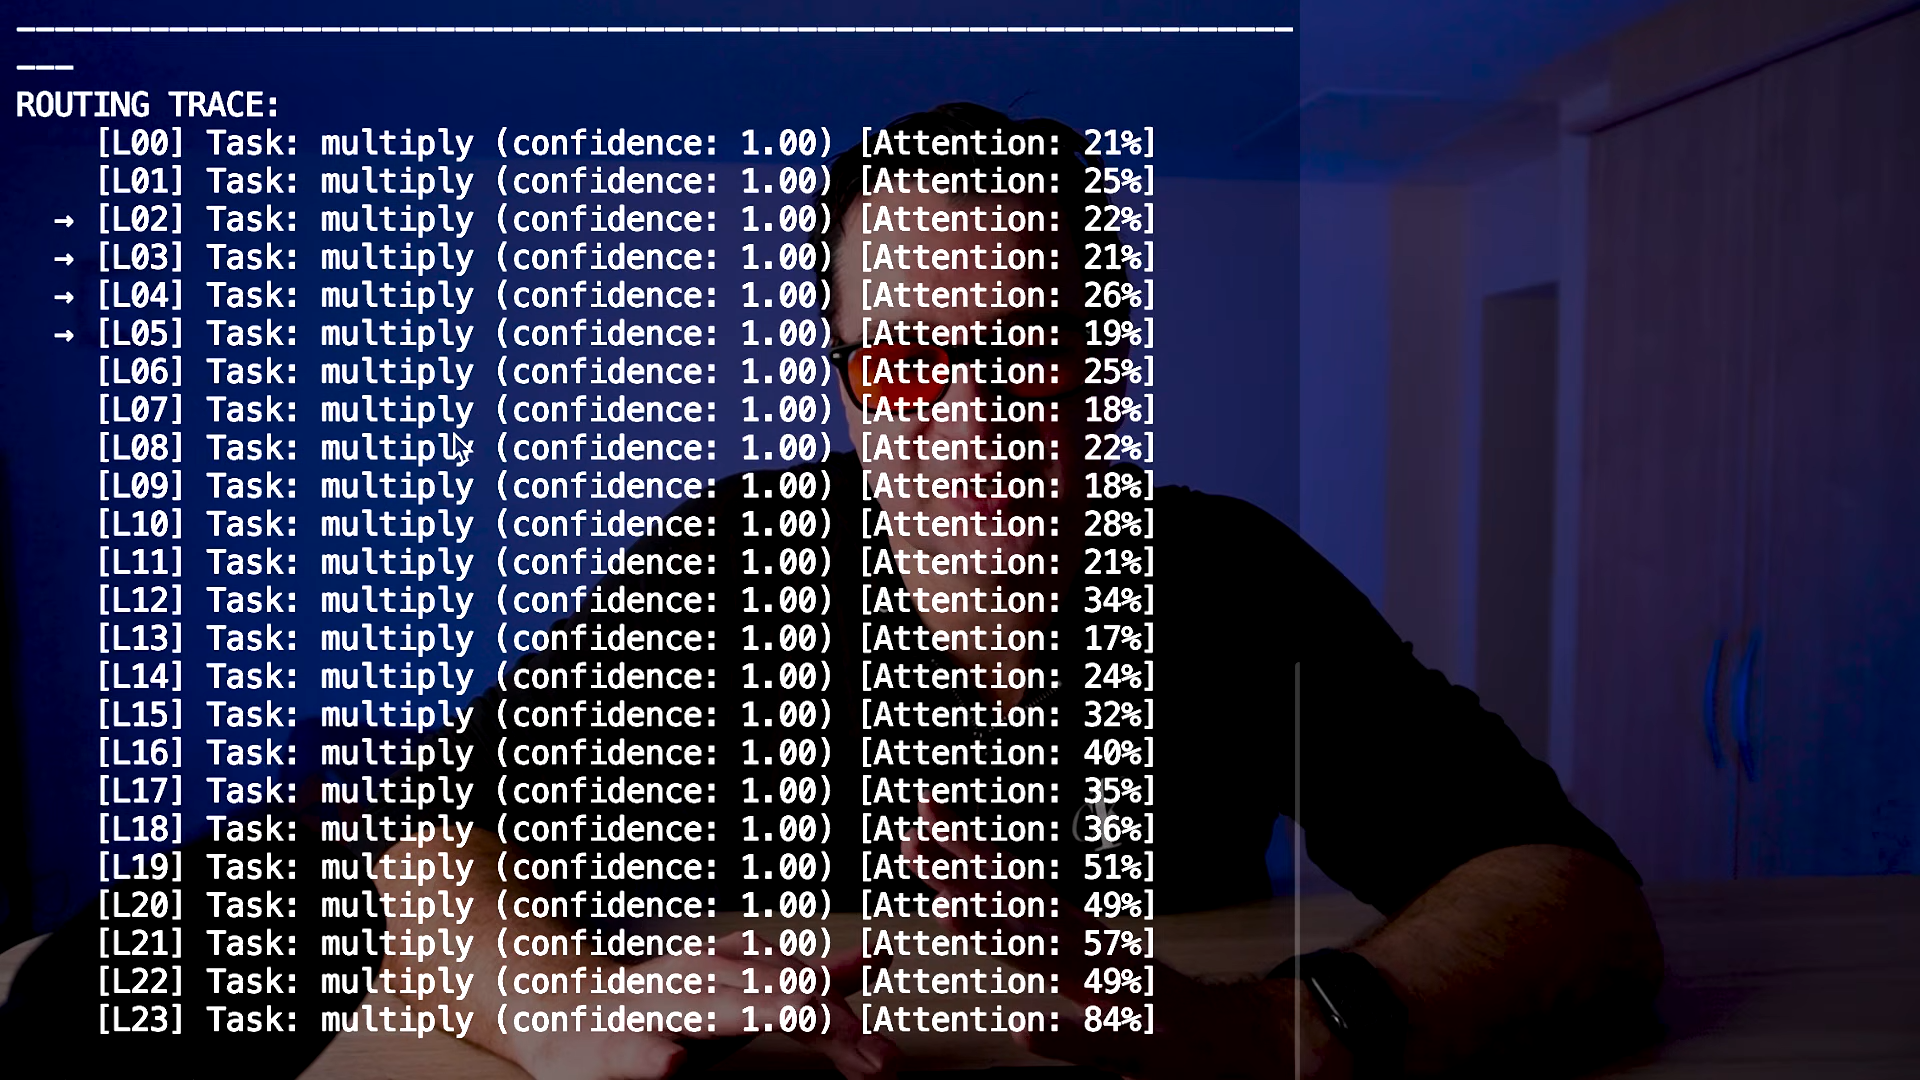 ROUTING TRACE:
[L00] Task: multiply (confidence: 1.00) [Attention: 21%]
[L01] Task: multiply (confidence: 1.00) [Attention: 25%]
→ [L02] Task: multiply (confidence: 1.00) [Attention: 22%]
→ [L03] Task: multiply (confidence: 1.00) [Attention: 21%]
→ [L04] Task: multiply (confidence: 1.00) [Attention: 26%]
→ [L05] Task: multiply (confidence: 1.00) [Attention: 19%]
[L06] Task: multiply (confidence: 1.00) [Attention: 25%]
[L07] Task: multiply (confidence: 1.00) [Attention: 18%]
[L08] Task: multiply (confidence: 1.00) [Attention: 22%]
[L09] Task: multiply (confidence: 1.00) [Attention: 18%]
[L10] Task: multiply (confidence: 1.00) [Attention: 28%]
[L11] Task: multiply (confidence: 1.00) [Attention: 21%]
[L12] Task: multiply (confidence: 1.00) [Attention: 34%]
[L13] Task: multiply (confidence: 1.00) [Attention: 17%]
[L14] Task: multiply (confidence: 1.00) [Attention: 24%]
[L15] Task: multiply (confidence: 1.00) [Attention: 32%]
[L16] Task: multiply (confidence: 1.00) [Attention: 40%]
[L17] Task: multiply (confidence: 1.00) [Attention: 35%]
[L18] Task: multiply (confidence: 1.00) [Attention: 36%]
[L19] Task: multiply (confidence: 1.00) [Attention: 51%]
[L20] Task: multiply (confidence: 1.00) [Attention: 49%]
[L21] Task: multiply (confidence: 1.00) [Attention: 57%]
[L22] Task: multiply (confidence: 1.00) [Attention: 49%]
[L23] Task: multiply (confidence: 1.00) [Attention: 84%]